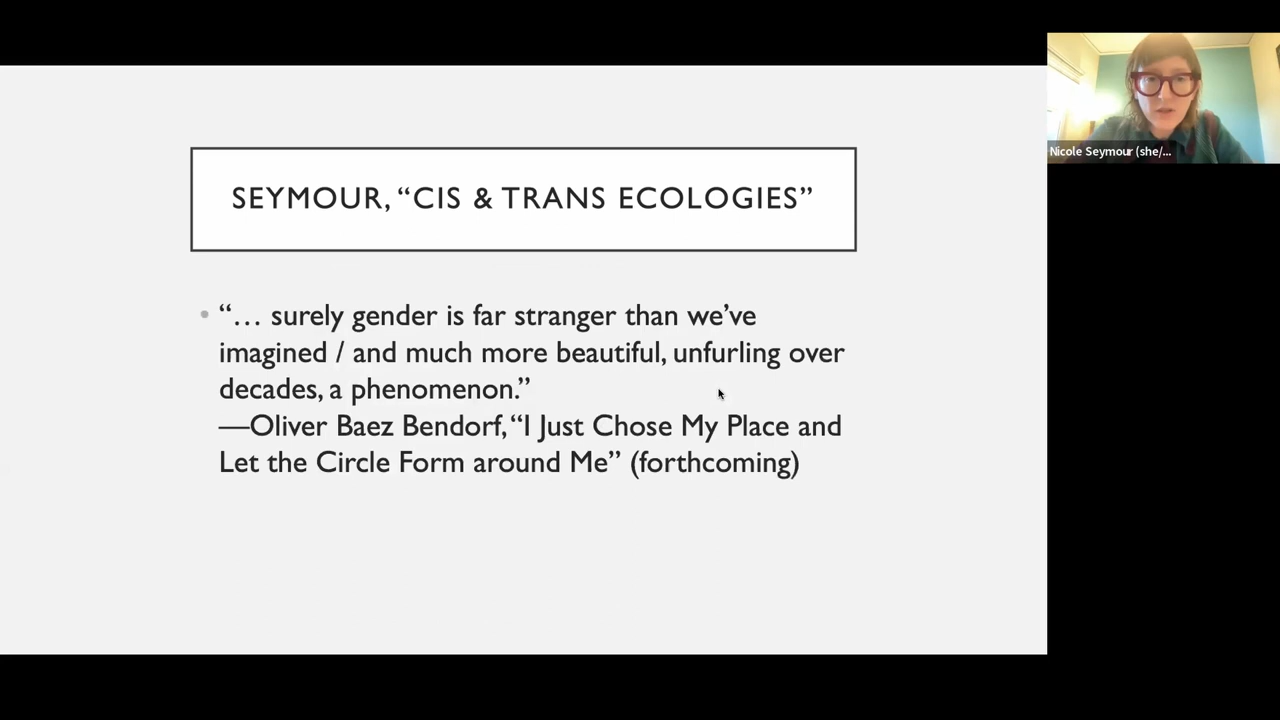 SEYMOUR, “CIS & TRANS ECOLOGIES”
• “… surely gender is far stranger than we’ve
imagined / and much more beautiful, unfurling over
decades, a phenomenon.”
—Oliver Baez Bendorf, “I Just Chose My Place and
Let the Circle Form around Me” (forthcoming)
Nicole Seymour (she/...